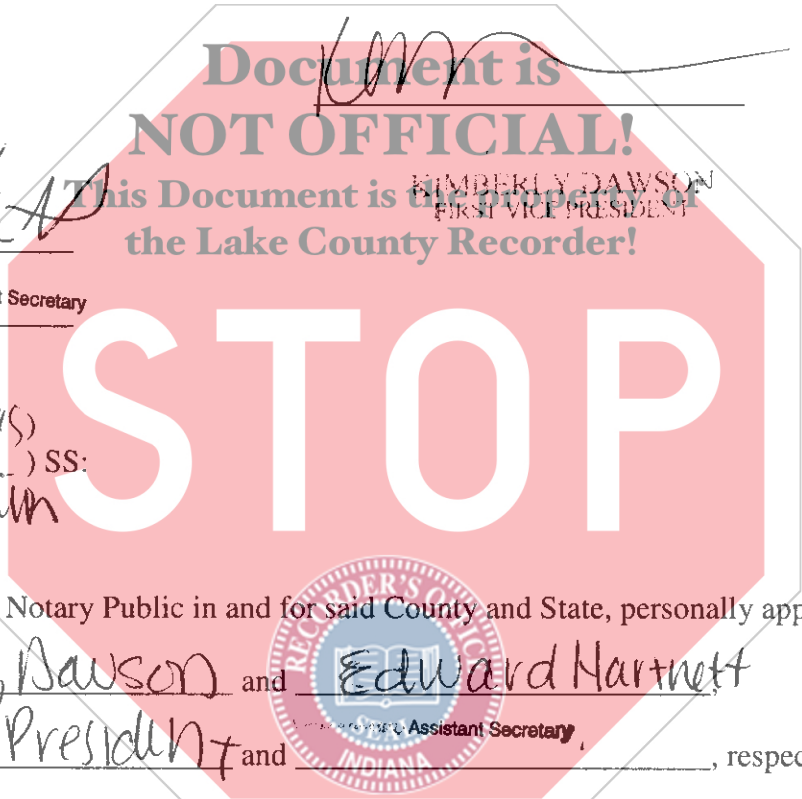 Document is
NOT OFFICIAL!
This Document is the property of
the Lake County Recorder!
KIMBERLY DAWSON
FIRST VICE PRESIDENT
Secretary
STOP
) SS:
Notary Public in and for said County and State, personally app
Dawson and Edward Hartnett,
President and Assistant Secretary, respec
RECORDER'S OFFICE
SEAL
INDIANA